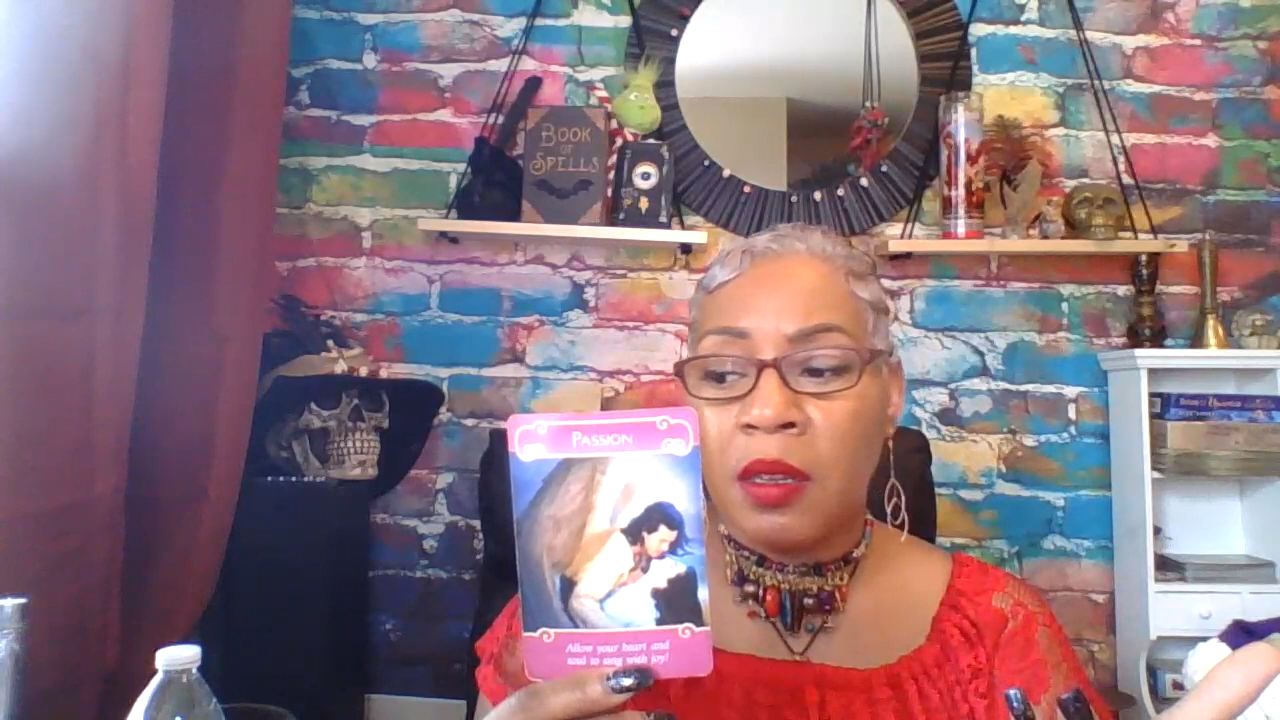 BOOK
OF
SPELLS
PASSION
Allow your heart and
soul to sing with joy!